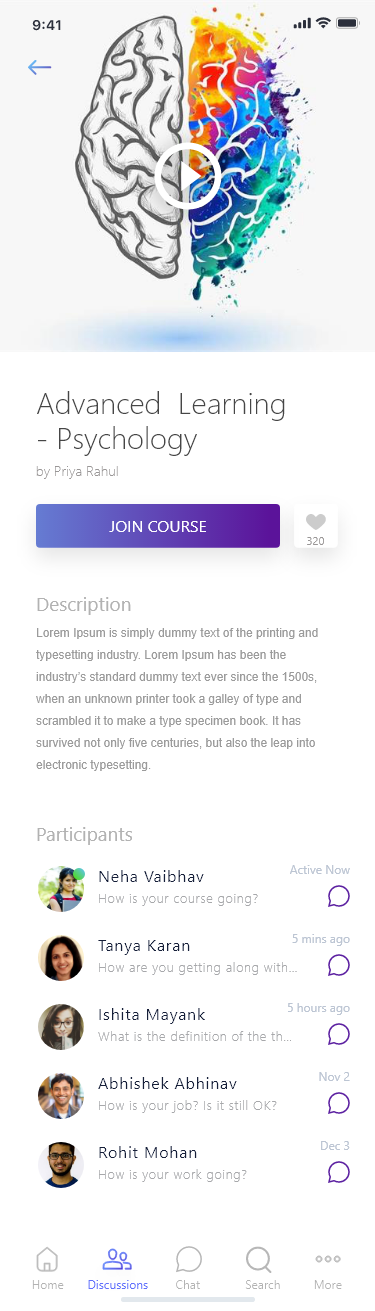 9:41
Advanced Learning
- Psychology
by Priya Rahul
JOIN COURSE
320
Description
Lorem Ipsum is simply dummy text of the printing and
typesetting industry. Lorem Ipsum has been the
industry's standard dummy text ever since the 1500s,
when an unknown printer took a galley of type and
scrambled it to make a type specimen book. It has
survived not only five centuries, but also the leap into
electronic typesetting.
Participants
Active Now
Neha Vaibhav
How is your course going?
5 mins ago
Tanya Karan
How are you getting along with...
5 hours ago
Ishita Mayank
What is the definition of the th...
Nov 2
Abhishek Abhinav
How is your job? Is it still OK?
Dec 3
Rohit Mohan
How is your work going?
Home Discussions Chat Search More